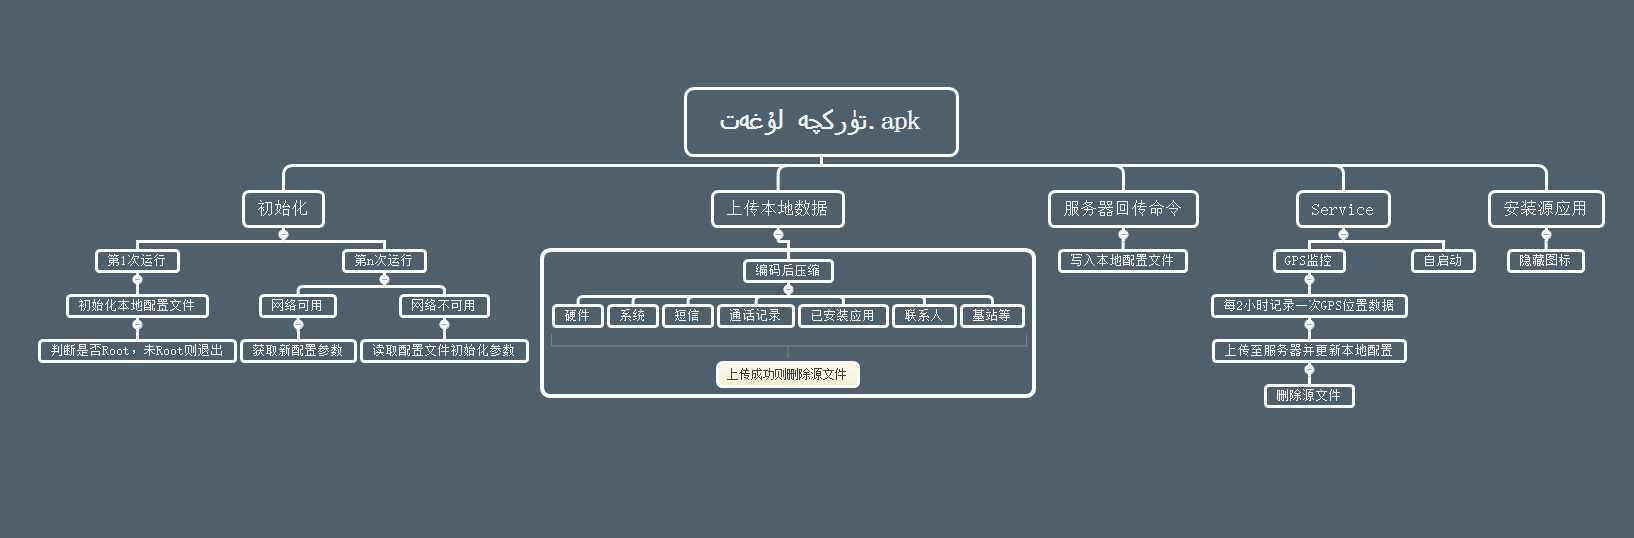 تۈركچە لۇغەت.apk
初始化
上传本地数据
服务器回传命令
Service
安装源应用
第1次运行
第n次运行
编码后压缩
写入本地配置文件
GPS监控
自启动
隐藏图标
初始化本地配置文件
网络可用
网络不可用
硬件
系统
短信
通话记录
已安装应用
联系人
基站等
每2小时记录一次GPS位置数据
判断是否Root，未Root则退出
获取新配置参数
读取配置文件初始化参数
上传至服务器并更新本地配置
上传成功则删除源文件
删除源文件